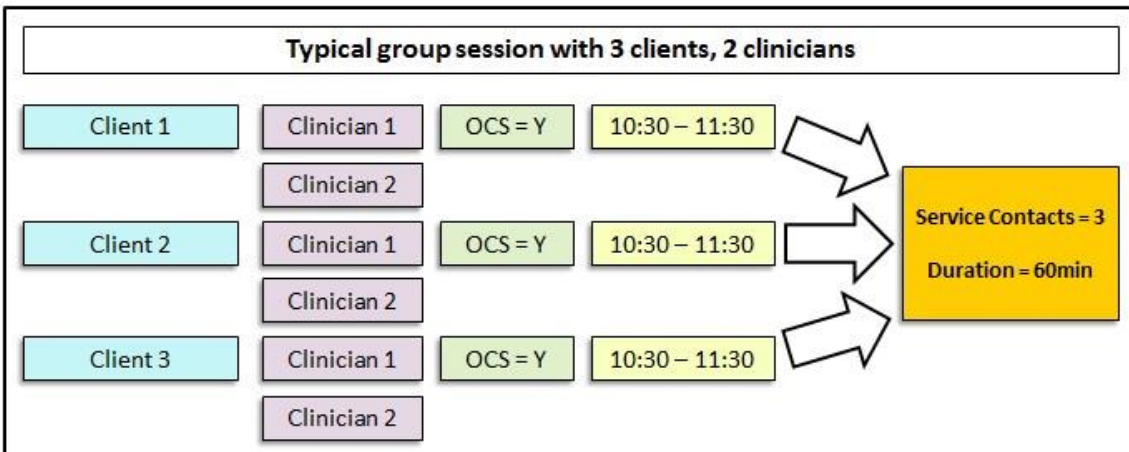 Typical group session with 3 clients, 2 clinicians
Client 1 Clinician 1 OCS = Y 10:30 – 11:30
Clinician 2
Client 2 Clinician 1 OCS = Y 10:30 – 11:30
Clinician 2
Client 3 Clinician 1 OCS = Y 10:30 – 11:30
Clinician 2
Service Contacts = 3
Duration = 60min